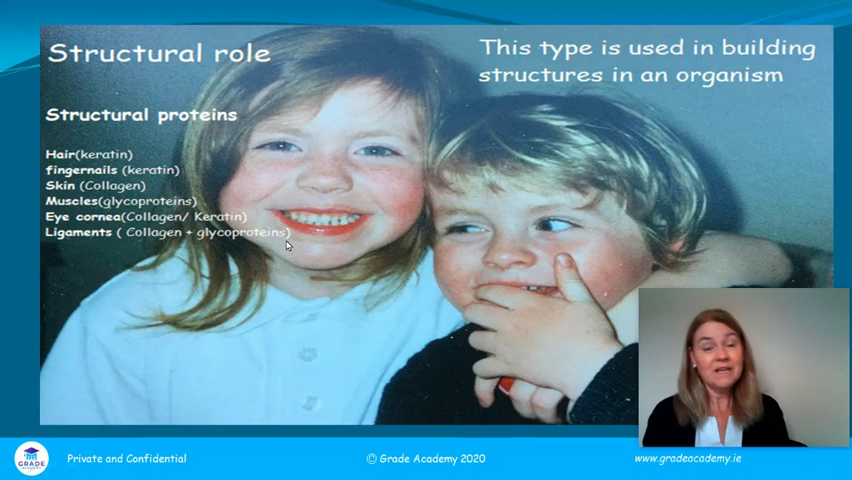 Structural role
This type is used in building
structures in an organism
Structural proteins
Hair(keratin)
fingernails (keratin)
Skin (Collagen)
Muscles(glycoproteins)
Eye cornea(Collagen/ Keratin)
Ligaments ( Collagen + glycoproteins)
GRADE
Private and Confidential
© Grade Academy 2020
www.gradeacademy.ie